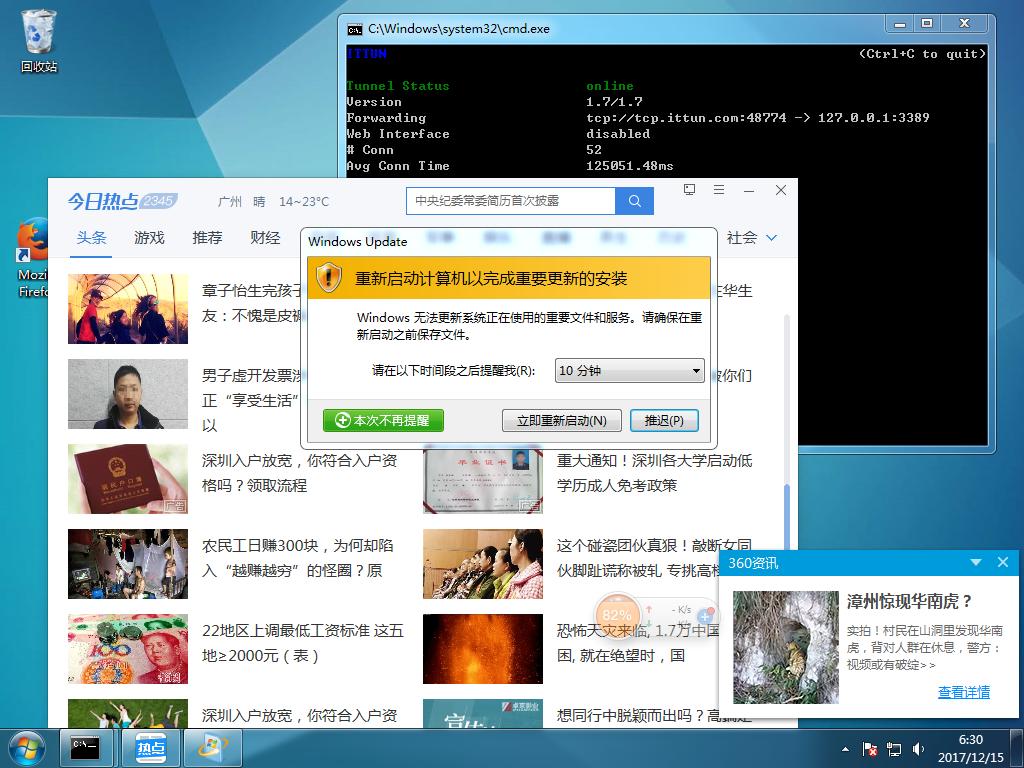 回收站
C:\Windows\system32\cmd.exe
ITTUN (Ctrl+C to quit)
Tunnel Status online
Version 1.7/1.7
Forwarding tcp://tcp.ittun.com:48774 -> 127.0.0.1:3389
Web Interface disabled
# Conn 52
Avg Conn Time 125051.48ms
今日热点 2345
广州 晴 14~23°C
中央纪委常委简历首次披露
头条 游戏 推荐 财经 社会
Mozi
Firefo
Windows Update
重新启动计算机以完成重要更新的安装
Windows 无法更新系统正在使用的重要文件和服务。请确保在重
新启动之前保存文件。
请在以下时间段之后提醒我(R):
10 分钟
本次不再提醒
立即重新启动(N)
推迟(P)
章子怡生完孩子
友：不愧是皮裤
在华生
男子虚开发票
正“享受生活”
以
你们
深圳入户放宽，你符合入户资
格吗？领取流程
广告
重大通知！深圳各大学启动低
学历成人免考政策
毕业证书
广告
居民户口簿
农民工日赚300块，为何却陷
入“越赚越穷”的怪圈？原
这个碰瓷团伙真狠！敲断女同
伙脚趾谎称被轧 专挑高档
22地区上调最低工资标准 这五
地≥2000元（表）
恐怖天灾来临, 1.7万中国
困, 就在绝望时，国
深圳入户放宽，你符合入户资
想同行中脱颖而出吗？高搞定
82%
- K/s
- K/s
360资讯
漳州惊现华南虎？
实拍！村民在山洞里发现华南
虎，背对人群在休息，警方：
视频或有破绽>>
查看详情
热点
6:30
2017/12/15